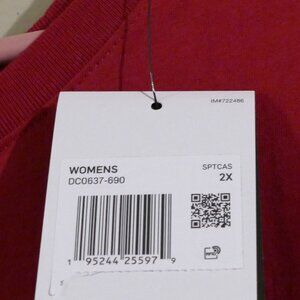 IM#722486
WOMENS
SPTCAS
DC0637-690
2X
1 95244 25597 9